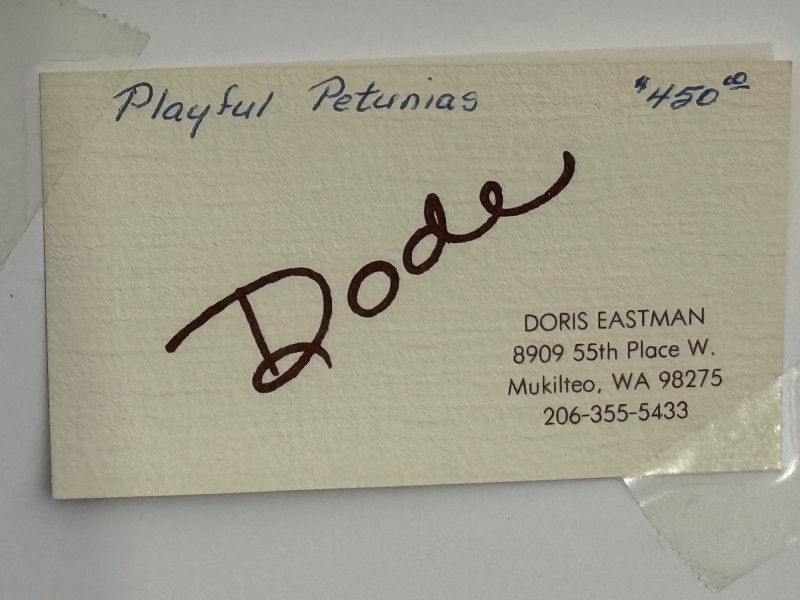 Playful Petunias $450.00
Dode
DORIS EASTMAN
8909 55th Place W.
Mukilteo, WA 98275
206-355-5433